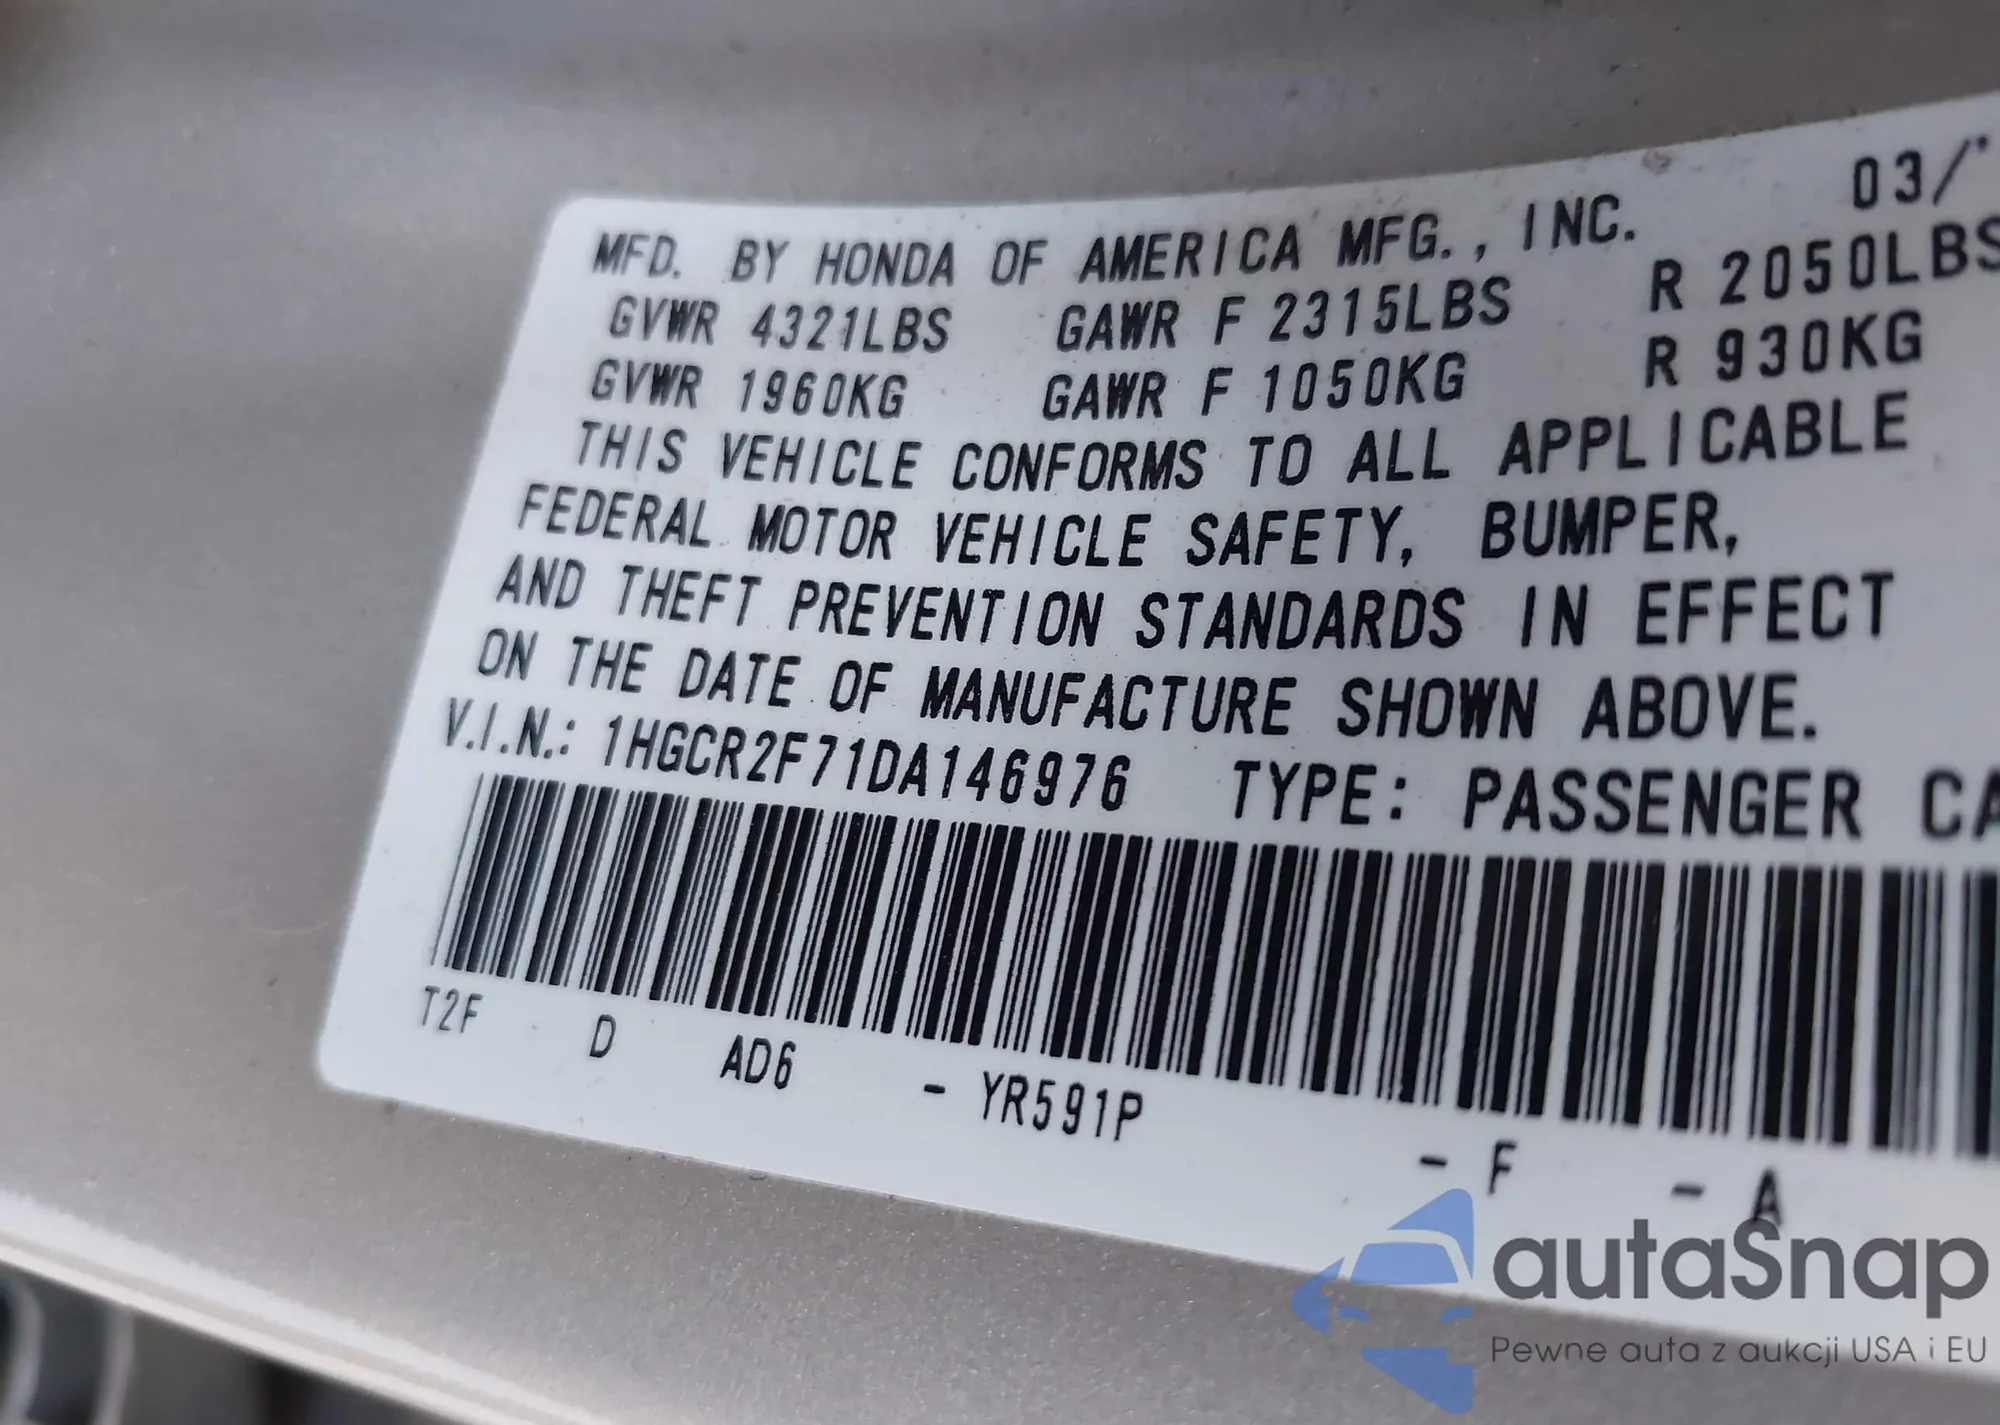 MFD. BY HONDA OF AMERICA MFG., INC. 03/
GVWR 4321LBS GAWR F 2315LBS R 2050LBS
GVWR 1960KG GAWR F 1050KG R 930KG
THIS VEHICLE CONFORMS TO ALL APPLICABLE
FEDERAL MOTOR VEHICLE SAFETY, BUMPER,
AND THEFT PREVENTION STANDARDS IN EFFECT
ON THE DATE OF MANUFACTURE SHOWN ABOVE.
V.I.N.: 1HGCR2F71DA146976 TYPE: PASSENGER CA
T2F D AD6 - YR591P - F - A
autaSnap
Pewne auta z aukcji USA i EU